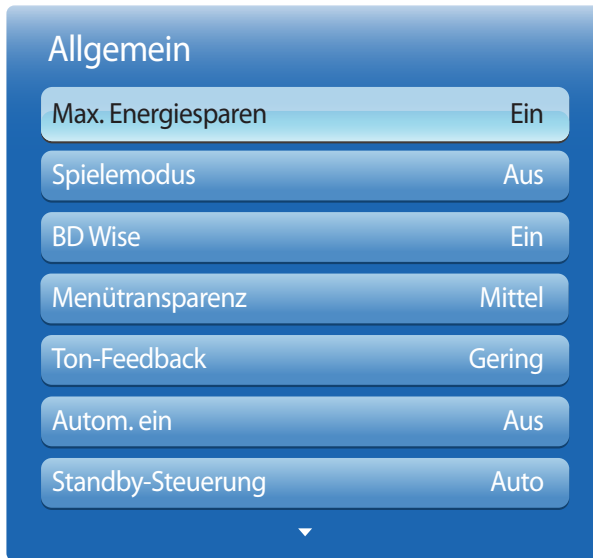 Allgemein
Max. Energiesparen Ein
Spielemodus Aus
BD Wise Ein
Menütransparenz Mittel
Ton-Feedback Gering
Autom. ein Aus
Standby-Steuerung Auto